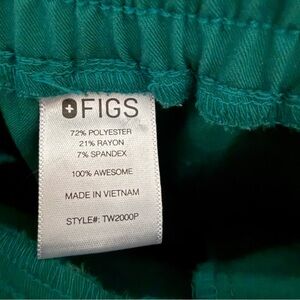 FIGS
72% POLYESTER
21% RAYON
7% SPANDEX
100% AWESOME
MADE IN VIETNAM
STYLE#: TW2000P